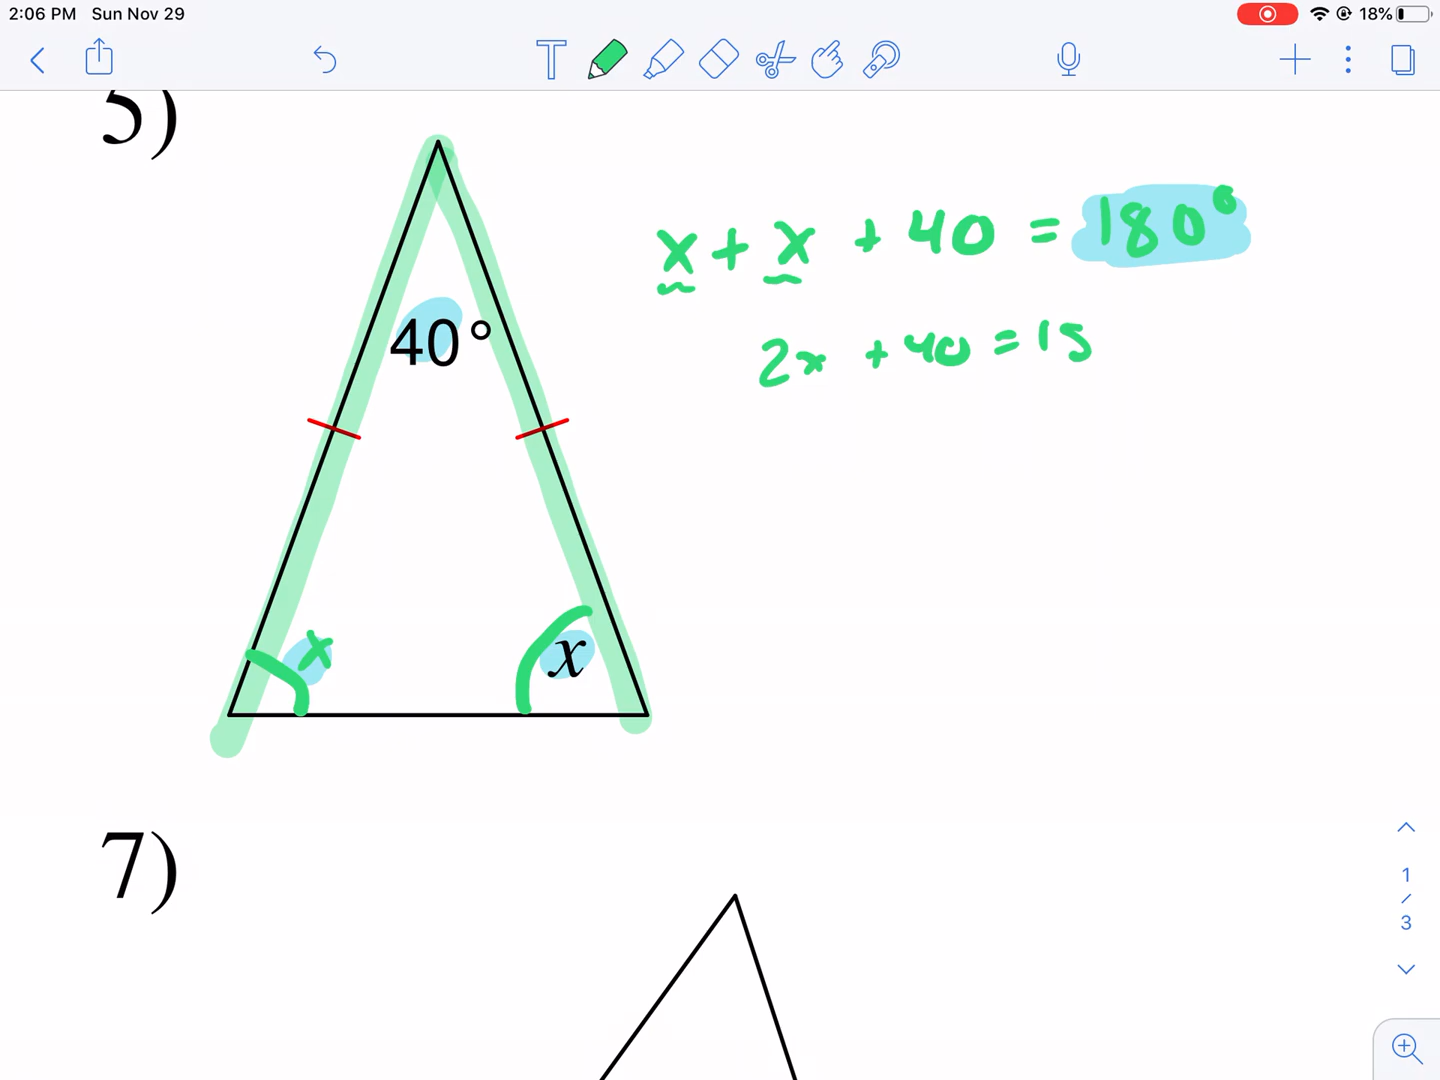 2:06 PM Sun Nov 29 18%
T
5)
x + x + 40 = 180°
2x + 40 = 15
40°
x
x
7)
1
/
3